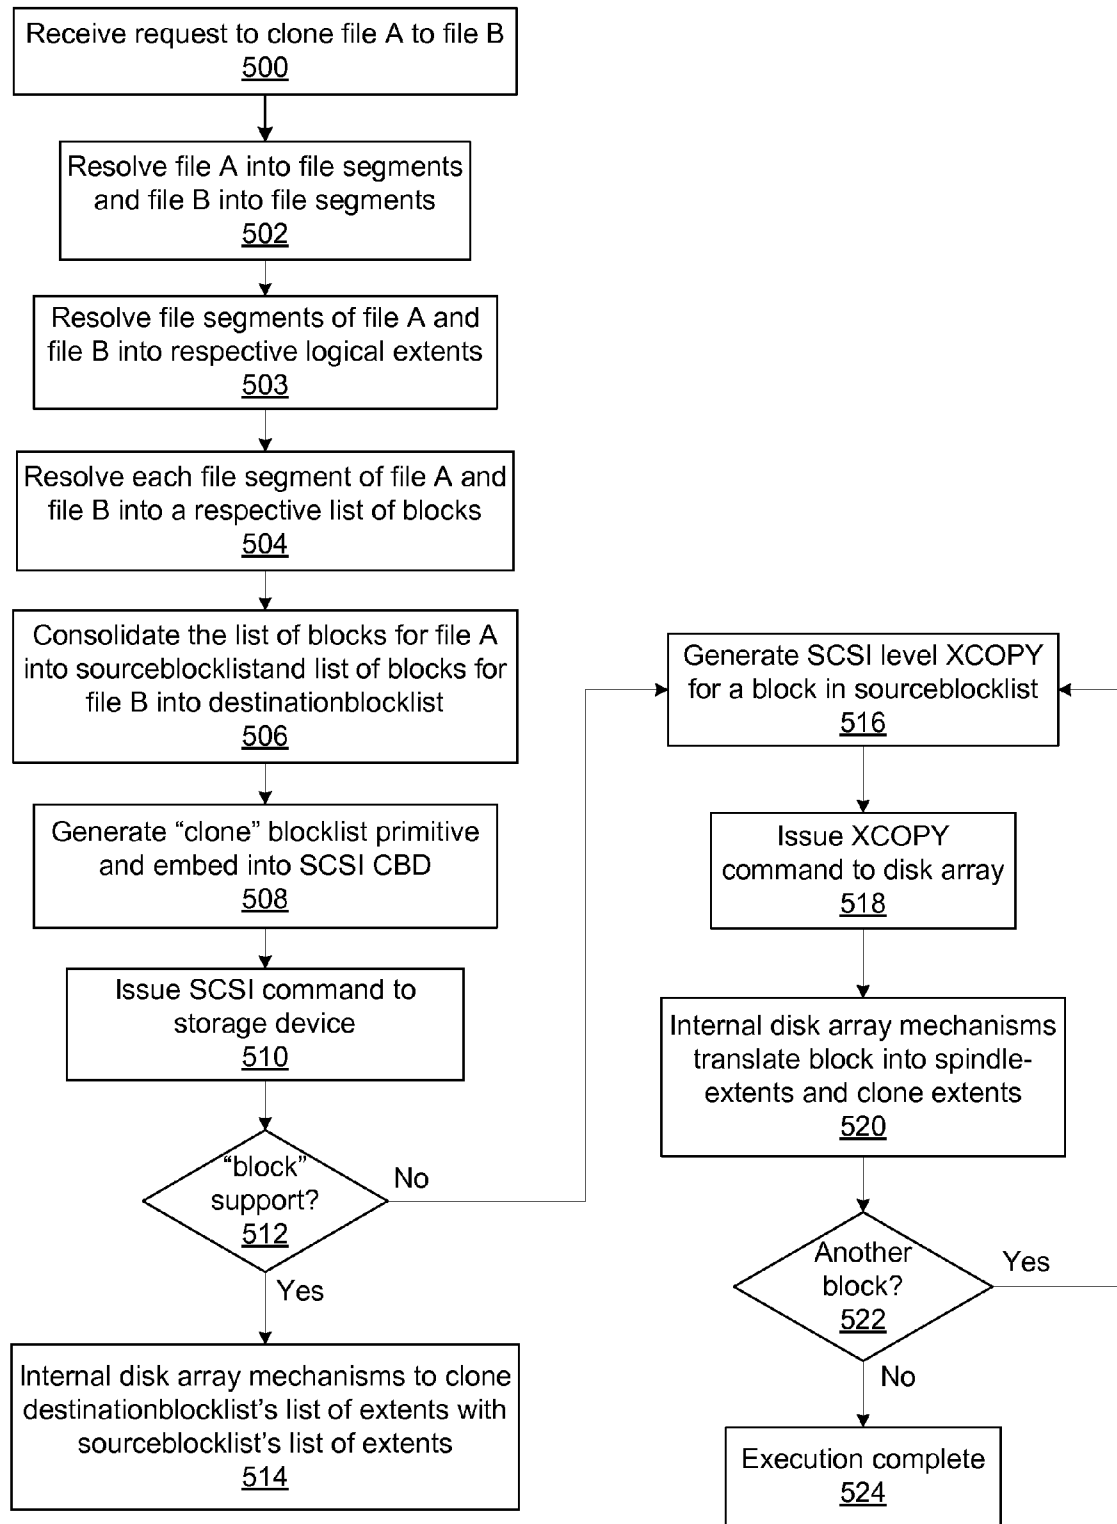 Receive request to clone file A to file B
500
Resolve file A into file segments
and file B into file segments
502
Resolve file segments of file A and
file B into respective logical extents
503
Resolve each file segment of file A and
file B into a respective list of blocks
504
Consolidate the list of blocks for file A
into sourceblocklistand list of blocks for
file B into destinationblocklist
506
Generate “clone” blocklist primitive
and embed into SCSI CBD
508
Issue SCSI command to
storage device
510
“block”
support?
512
No
Yes
Internal disk array mechanisms to clone
destinationblocklist’s list of extents with
sourceblocklist’s list of extents
514
Generate SCSI level XCOPY
for a block in sourceblocklist
516
Issue XCOPY
command to disk array
518
Internal disk array mechanisms
translate block into spindle-
extents and clone extents
520
Another
block?
522
Yes
No
Execution complete
524